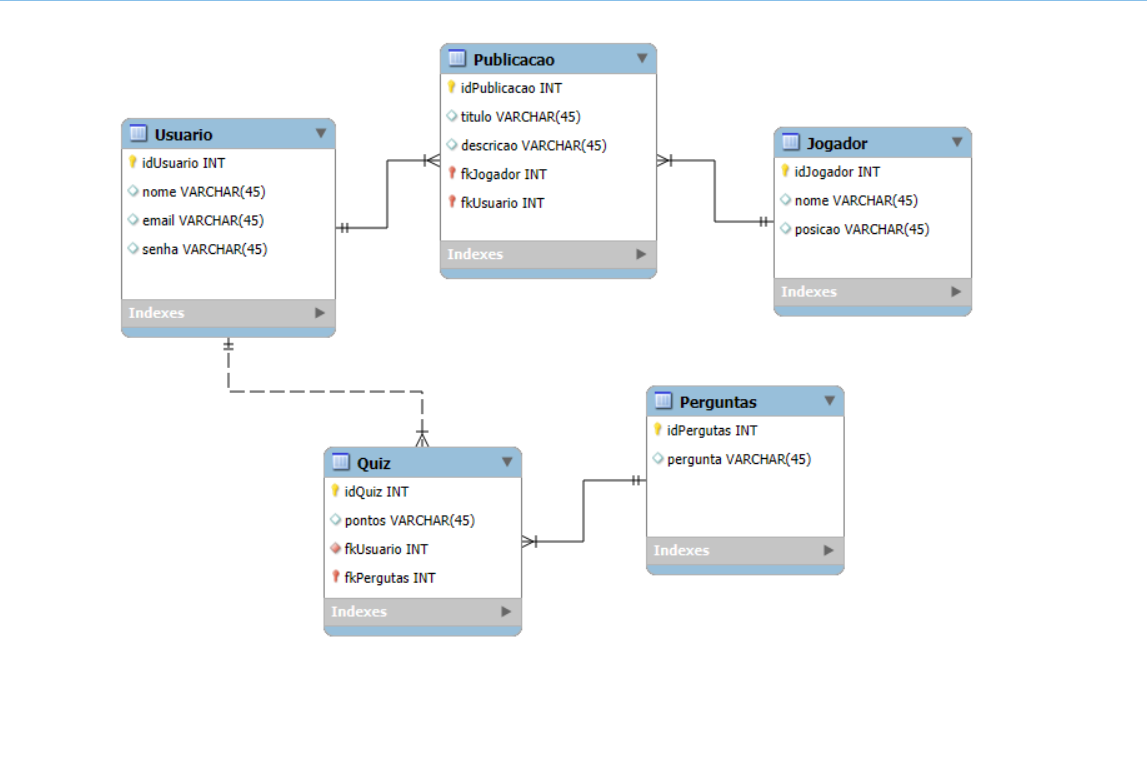 Publicacao
idPublicacao INT
titulo VARCHAR(45)
descricao VARCHAR(45)
fkJogador INT
fkUsuario INT
Indexes
Usuario
idUsuario INT
nome VARCHAR(45)
email VARCHAR(45)
senha VARCHAR(45)
Indexes
Jogador
idJogador INT
nome VARCHAR(45)
posicao VARCHAR(45)
Indexes
Perguntas
idPergutas INT
pergunta VARCHAR(45)
Indexes
Quiz
idQuiz INT
pontos VARCHAR(45)
fkUsuario INT
fkPergutas INT
Indexes